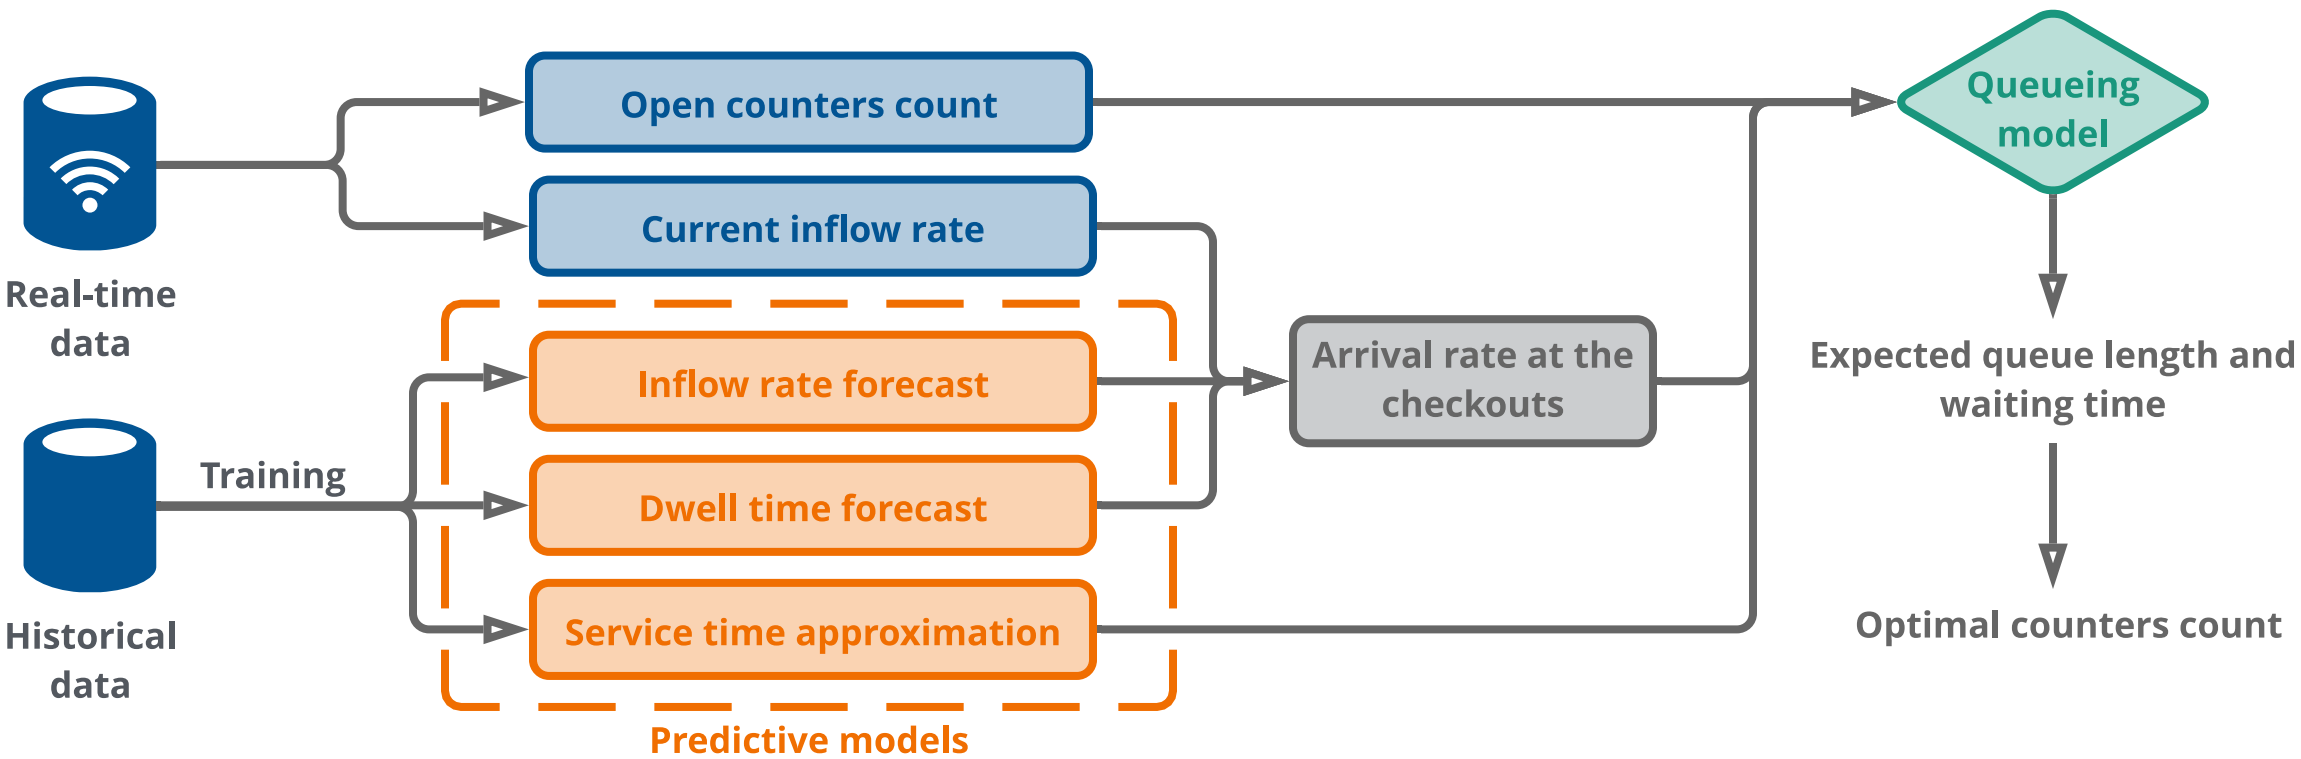 Real-time
data
Historical
data
Training
Open counters count
Current inflow rate
Inflow rate forecast
Dwell time forecast
Service time approximation
Predictive models
Arrival rate at the
checkouts
Queueing
model
Expected queue length and
waiting time
Optimal counters count